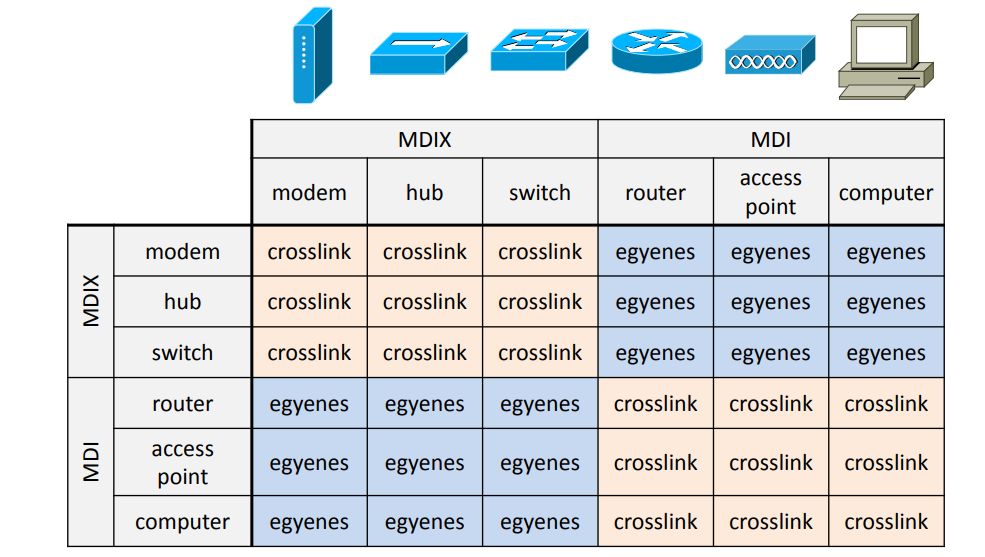 MDIX MDI
modem hub switch router access point computer
MDIX
modem crosslink crosslink crosslink egyenes egyenes egyenes
hub crosslink crosslink crosslink egyenes egyenes egyenes
switch crosslink crosslink crosslink egyenes egyenes egyenes
MDI
router egyenes egyenes egyenes crosslink crosslink crosslink
access point egyenes egyenes egyenes crosslink crosslink crosslink
computer egyenes egyenes egyenes crosslink crosslink crosslink